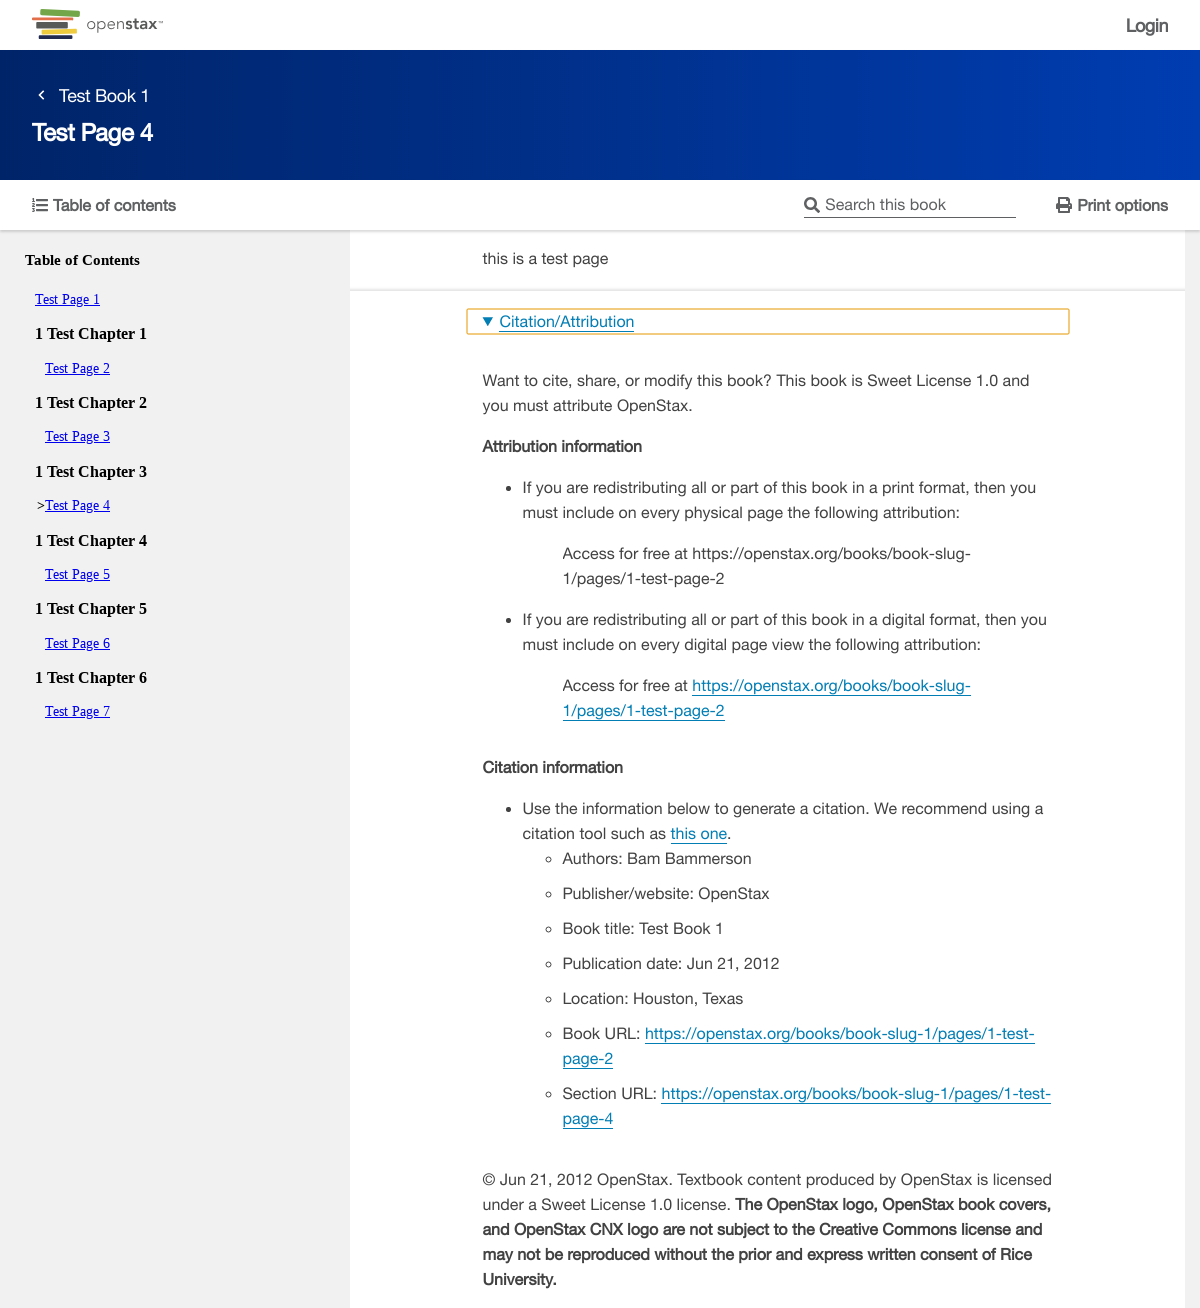 openstax™
Login
Test Book 1
Test Page 4
Table of contents
Search this book
Print options
Table of Contents
Test Page 1
1 Test Chapter 1
Test Page 2
1 Test Chapter 2
Test Page 3
1 Test Chapter 3
>Test Page 4
1 Test Chapter 4
Test Page 5
1 Test Chapter 5
Test Page 6
1 Test Chapter 6
Test Page 7
this is a test page
Citation/Attribution
Want to cite, share, or modify this book? This book is Sweet License 1.0 and
you must attribute OpenStax.
Attribution information
If you are redistributing all or part of this book in a print format, then you
must include on every physical page the following attribution:
Access for free at https://openstax.org/books/book-slug-
1/pages/1-test-page-2
If you are redistributing all or part of this book in a digital format, then you
must include on every digital page view the following attribution:
Access for free at https://openstax.org/books/book-slug-
1/pages/1-test-page-2
Citation information
Use the information below to generate a citation. We recommend using a
citation tool such as this one.
Authors: Bam Bammerson
Publisher/website: OpenStax
Book title: Test Book 1
Publication date: Jun 21, 2012
Location: Houston, Texas
Book URL: https://openstax.org/books/book-slug-1/pages/1-test-
page-2
Section URL: https://openstax.org/books/book-slug-1/pages/1-test-
page-4
© Jun 21, 2012 OpenStax. Textbook content produced by OpenStax is licensed
under a Sweet License 1.0 license. The OpenStax logo, OpenStax book covers,
and OpenStax CNX logo are not subject to the Creative Commons license and
may not be reproduced without the prior and express written consent of Rice
University.